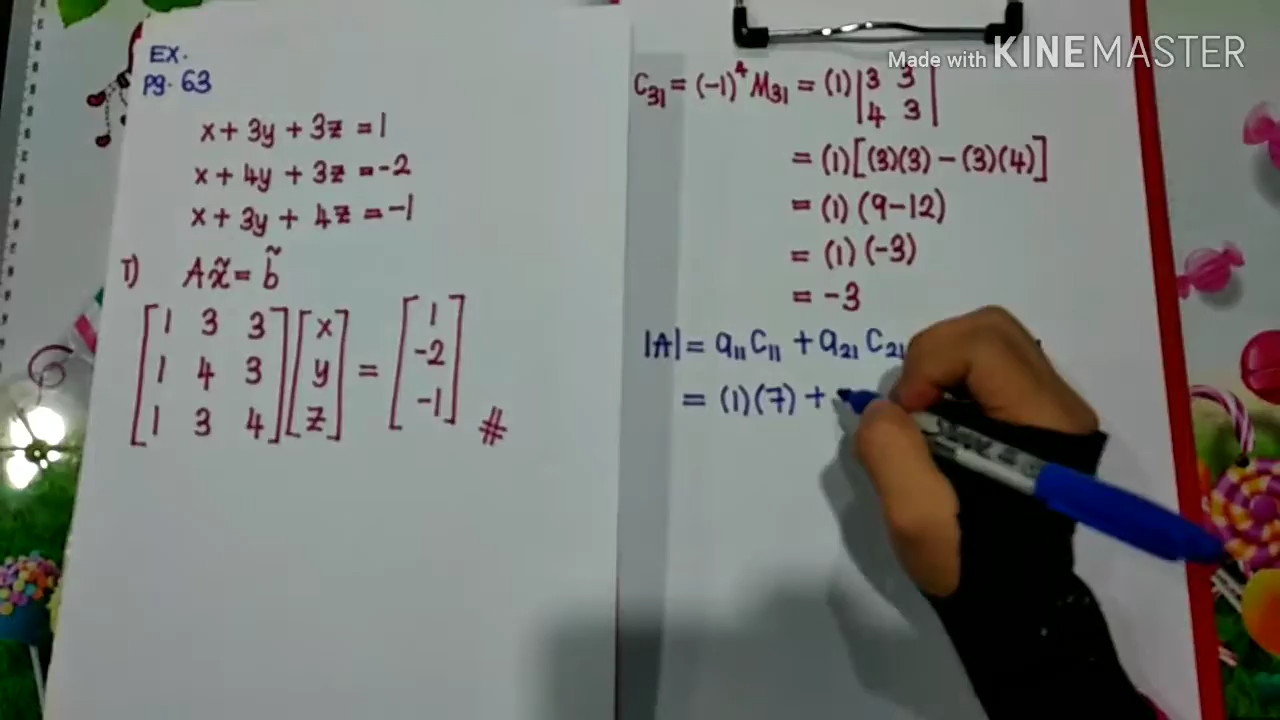 EX.
pg. 63
x + 3y + 3z = 1
x + 4y + 3z = -2
x + 3y + 4z = -1
1) Ax̃ = b̃
[1 3 3] [x] = [1]
[1 4 3] [y] = [-2]
[1 3 4] [z] = [-1] #
Made with KINEMASTER
C₃₁ = (-1)⁴ M₃₁ = (1) |3 3|
|4 3|
= (1)[(3)(3) - (3)(4)]
= (1) (9-12)
= (1) (-3)
= -3
|A| = a₁₁ C₁₁ + a₂₁ C₂₁
= (1)(7) +